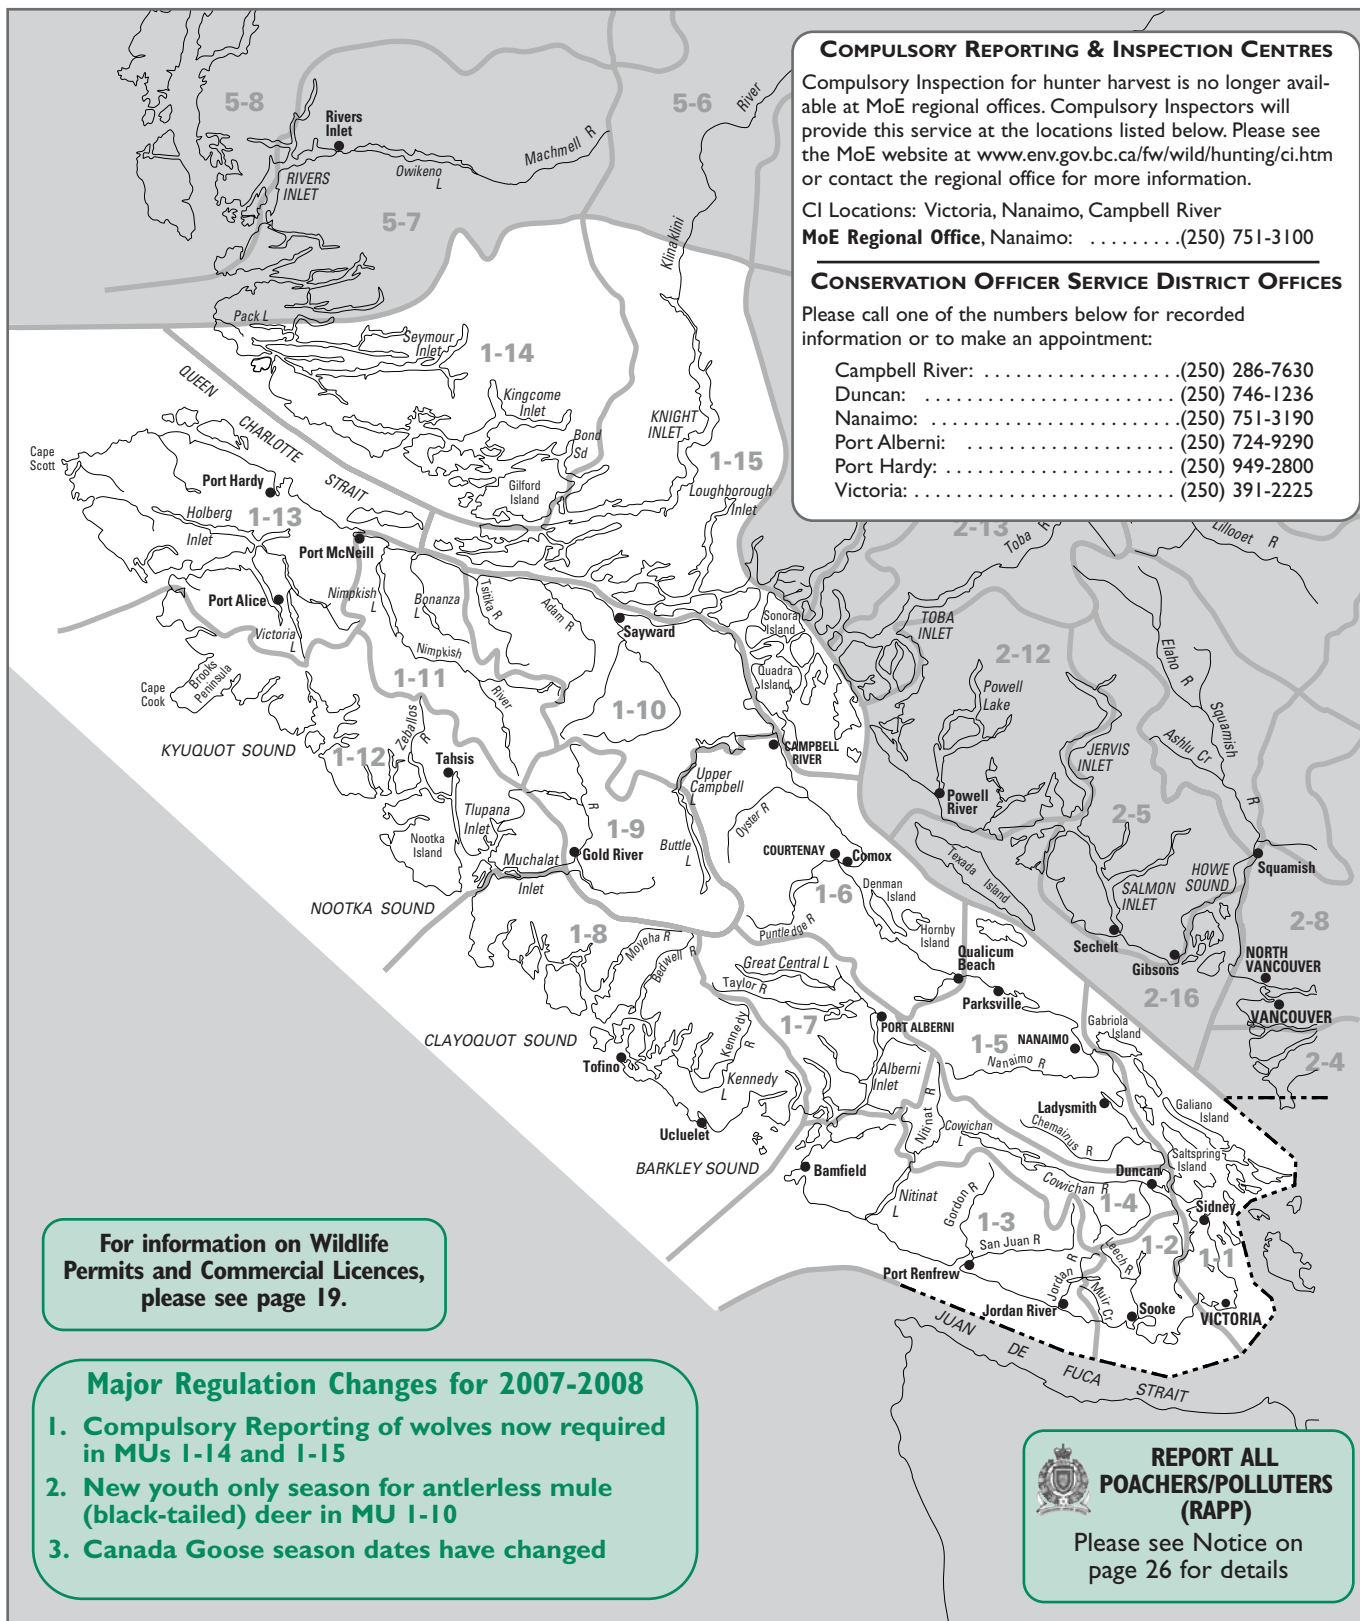 COMPULSORY REPORTING & INSPECTION CENTRES
Compulsory Inspection for hunter harvest is no longer avail-
able at MoE regional offices. Compulsory Inspectors will
provide this service at the locations listed below. Please see
the MoE website at www.env.gov.bc.ca/fw/wild/hunting/ci.htm
or contact the regional office for more information.
CI Locations: Victoria, Nanaimo, Campbell River
MoE Regional Office, Nanaimo: . . . . . . . . .(250) 751-3100
CONSERVATION OFFICER SERVICE DISTRICT OFFICES
Please call one of the numbers below for recorded
information or to make an appointment:
Campbell River: . . . . . . . . . . . . . . . . . . .(250) 286-7630
Duncan: . . . . . . . . . . . . . . . . . . . . . . . . (250) 746-1236
Nanaimo: . . . . . . . . . . . . . . . . . . . . . . . (250) 751-3190
Port Alberni: . . . . . . . . . . . . . . . . . . . . . . (250) 724-9290
Port Hardy: . . . . . . . . . . . . . . . . . . . . . . (250) 949-2800
Victoria: . . . . . . . . . . . . . . . . . . . . . . . . . (250) 391-2225
5-8
5-6
River
Rivers
Inlet
Machmell R
Owikeno
L
RIVERS
INLET
5-7
Klinaklini
Pack L
Seymour
Inlet
1-14
QUEEN
CHARLOTTE
STRAIT
Kingcome
Inlet
KNIGHT
INLET
Bond
Sd
Gilford
Island
1-15
Loughborough
Inlet
Cape
Scott
Port Hardy
Holberg
Inlet
1-13
Port McNeill
2-13
Toba R
Lillooet R
Port Alice
Nimpkish
L
Bonanza
L
Tsitika R
Adam R
Sayward
Sonora
Island
TOBA
INLET
Victoria
L
Nimpkish
River
Quadra
Island
2-12
Elaho R
Squamish
R
Cape
Cook
Brooks
Peninsula
1-11
1-10
Powell
Lake
Ashlu Cr
KYUQUOT SOUND
1-12
Zeballos
R
Tahsis
CAMPBELL
RIVER
JERVIS
INLET
Upper
Campbell
L
Powell
River
Tlupana
Inlet
R
1-9
Oyster R
2-5
Nootka
Island
Gold River
Buttle
L
COURTENAY
Comox
Texada
Island
HOWE
SOUND
Squamish
Muchalat
Inlet
1-6
Denman
Island
SALMON
INLET
NOOTKA SOUND
Puntledge R
Hornby
Island
2-8
1-8
Moyeha R
Bedwell R
Great Central L
Taylor R
Qualicum
Beach
Sechelt
Gibsons
NORTH
VANCOUVER
Parksville
2-16
VANCOUVER
CLAYOQUOT SOUND
Kennedy
R
1-7
PORT ALBERNI
1-5
NANAIMO
Gabriola
Island
2-4
Tofino
Kennedy
L
Alberni
Inlet
Nanaimo R
Ladysmith
Galiano
Island
Ucluelet
Nitinat R
Cowichan
L
Chemainus
R
Saltspring
Island
BARKLEY SOUND
Bamfield
Duncan
Cowichan R
Nitinat
L
Gordon R
1-4
Sidney
1-3
San Juan R
Leech R
1-2
1-1
Port Renfrew
Jordan R
Muir Cr
Jordan River
Sooke
VICTORIA
JUAN
DE
FUCA
STRAIT
For information on Wildlife
Permits and Commercial Licences,
please see page 19.
Major Regulation Changes for 2007-2008
1. Compulsory Reporting of wolves now required
in MUs 1-14 and 1-15
2. New youth only season for antlerless mule
(black-tailed) deer in MU 1-10
3. Canada Goose season dates have changed
REPORT ALL
POACHERS/POLLUTERS
(RAPP)
Please see Notice on
page 26 for details